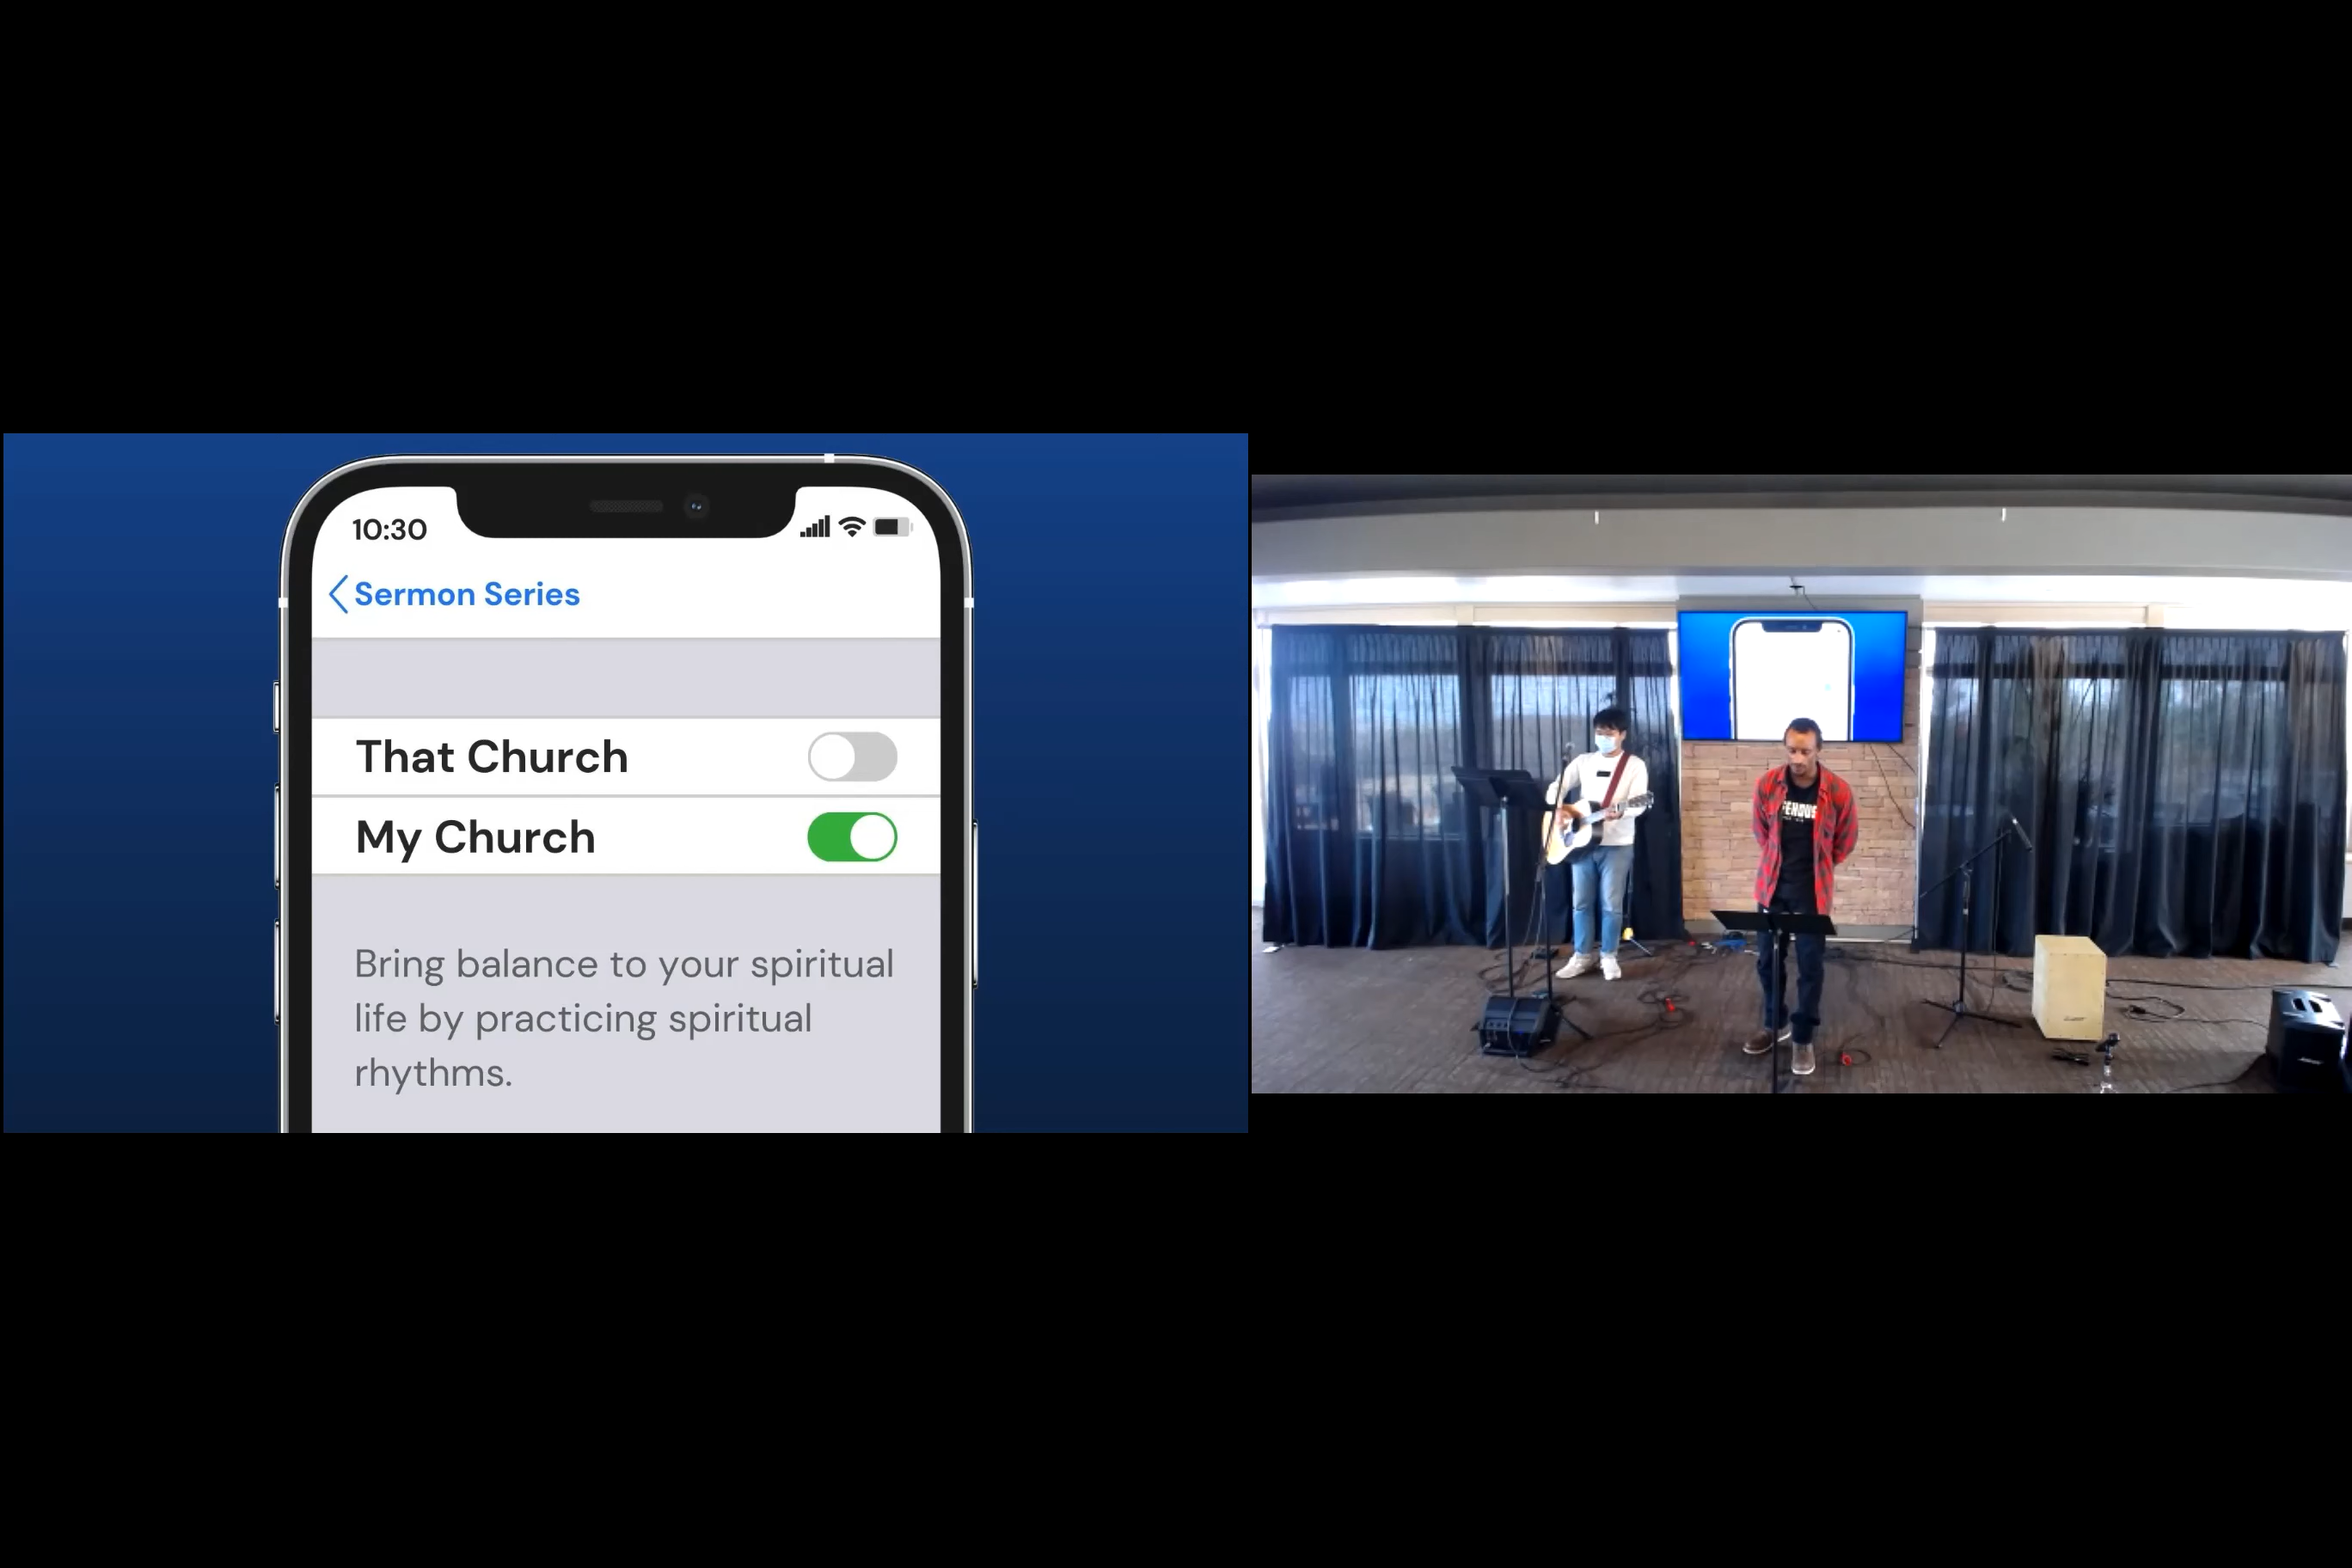 10:30
Sermon Series
That Church
My Church
Bring balance to your spiritual
life by practicing spiritual
rhythms.